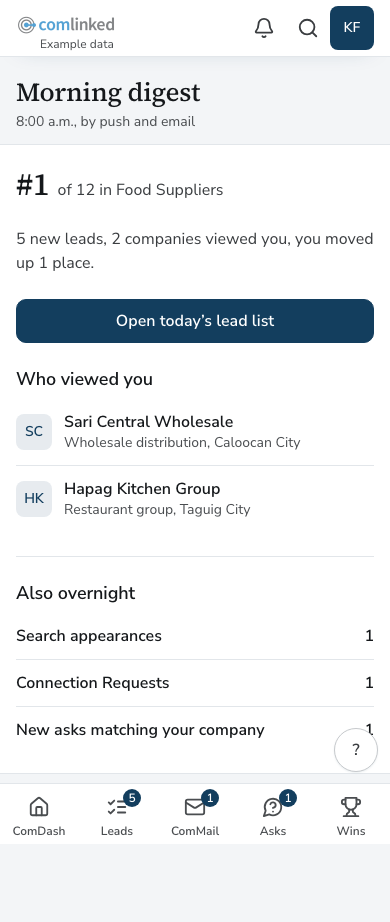 comlinked
Example data
KF
Morning digest
8:00 a.m., by push and email
#1 of 12 in Food Suppliers
5 new leads, 2 companies viewed you, you moved
up 1 place.
Open today’s lead list
Who viewed you
SC
Sari Central Wholesale
Wholesale distribution, Caloocan City
HK
Hapag Kitchen Group
Restaurant group, Taguig City
Also overnight
Search appearances 1
Connection Requests 1
New asks matching your company 1
?
5 1 1
ComDash Leads ComMail Asks Wins